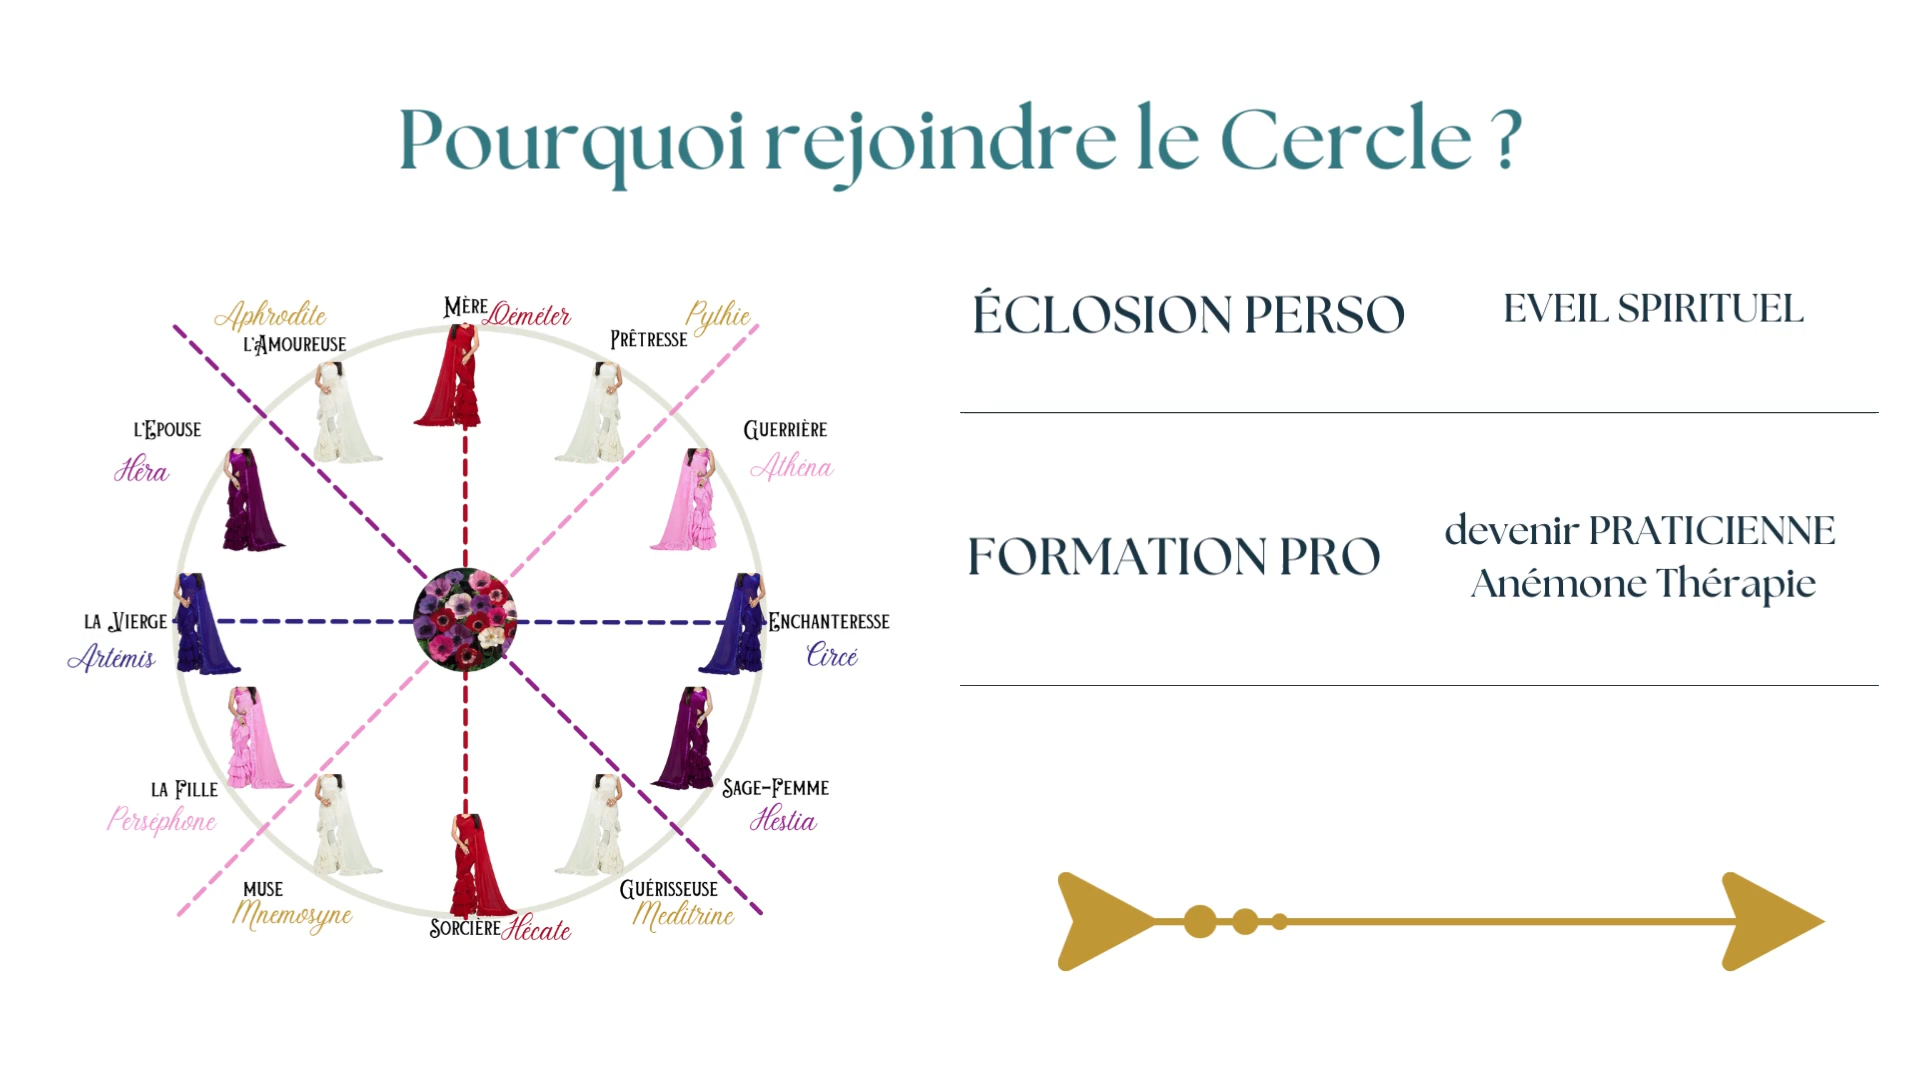 Pourquoi rejoindre le Cercle ?
Aphrodite
l'Amoureuse
Mère Déméter
Pythie
Prêtresse
l'Epouse
Héra
Guerrière
Athéna
la Vierge
Artémis
Enchanteresse
Circé
la Fille
Perséphone
Sage-Femme
Hestia
muse
Mnemosyne
Sorcière Hécate
Guérisseuse
Meditrine
ÉCLOSION PERSO
EVEIL SPIRITUEL
FORMATION PRO
devenir PRATICIENNE
Anémone Thérapie